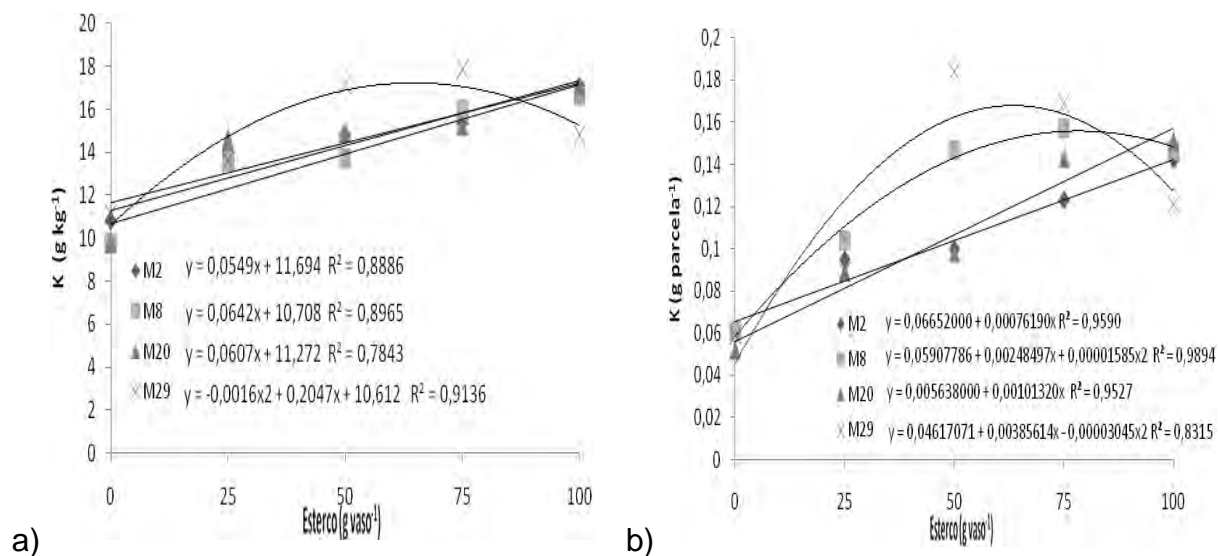 K (g kg⁻¹)
20
18
16
14
12
10
8
6
4
2
0
M2 y = 0,0549x + 11,694 R² = 0,8886
M8 y = 0,0642x + 10,708 R² = 0,8965
M20 y = 0,0607x + 11,272 R² = 0,7843
M29 y = -0,0016x2 + 0,2047x + 10,612 R² = 0,9136
0 25 50 75 100
Esterco (g vaso⁻¹)
a)
K (g parcela⁻¹)
0,2
0,18
0,16
0,14
0,12
0,1
0,08
0,06
0,04
0,02
0
M2 y = 0,06652000 + 0,00076190x R² = 0,9590
M8 y = 0,05907786 + 0,00248497x + 0,00001585x2 R² = 0,9894
M20 y = 0,005638000 + 0,00101320x R² = 0,9527
M29 y = 0,04617071 + 0,00385614x - 0,00003045x2 R² = 0,8315
0 25 50 75 100
Esterco (g vaso⁻¹)
b)